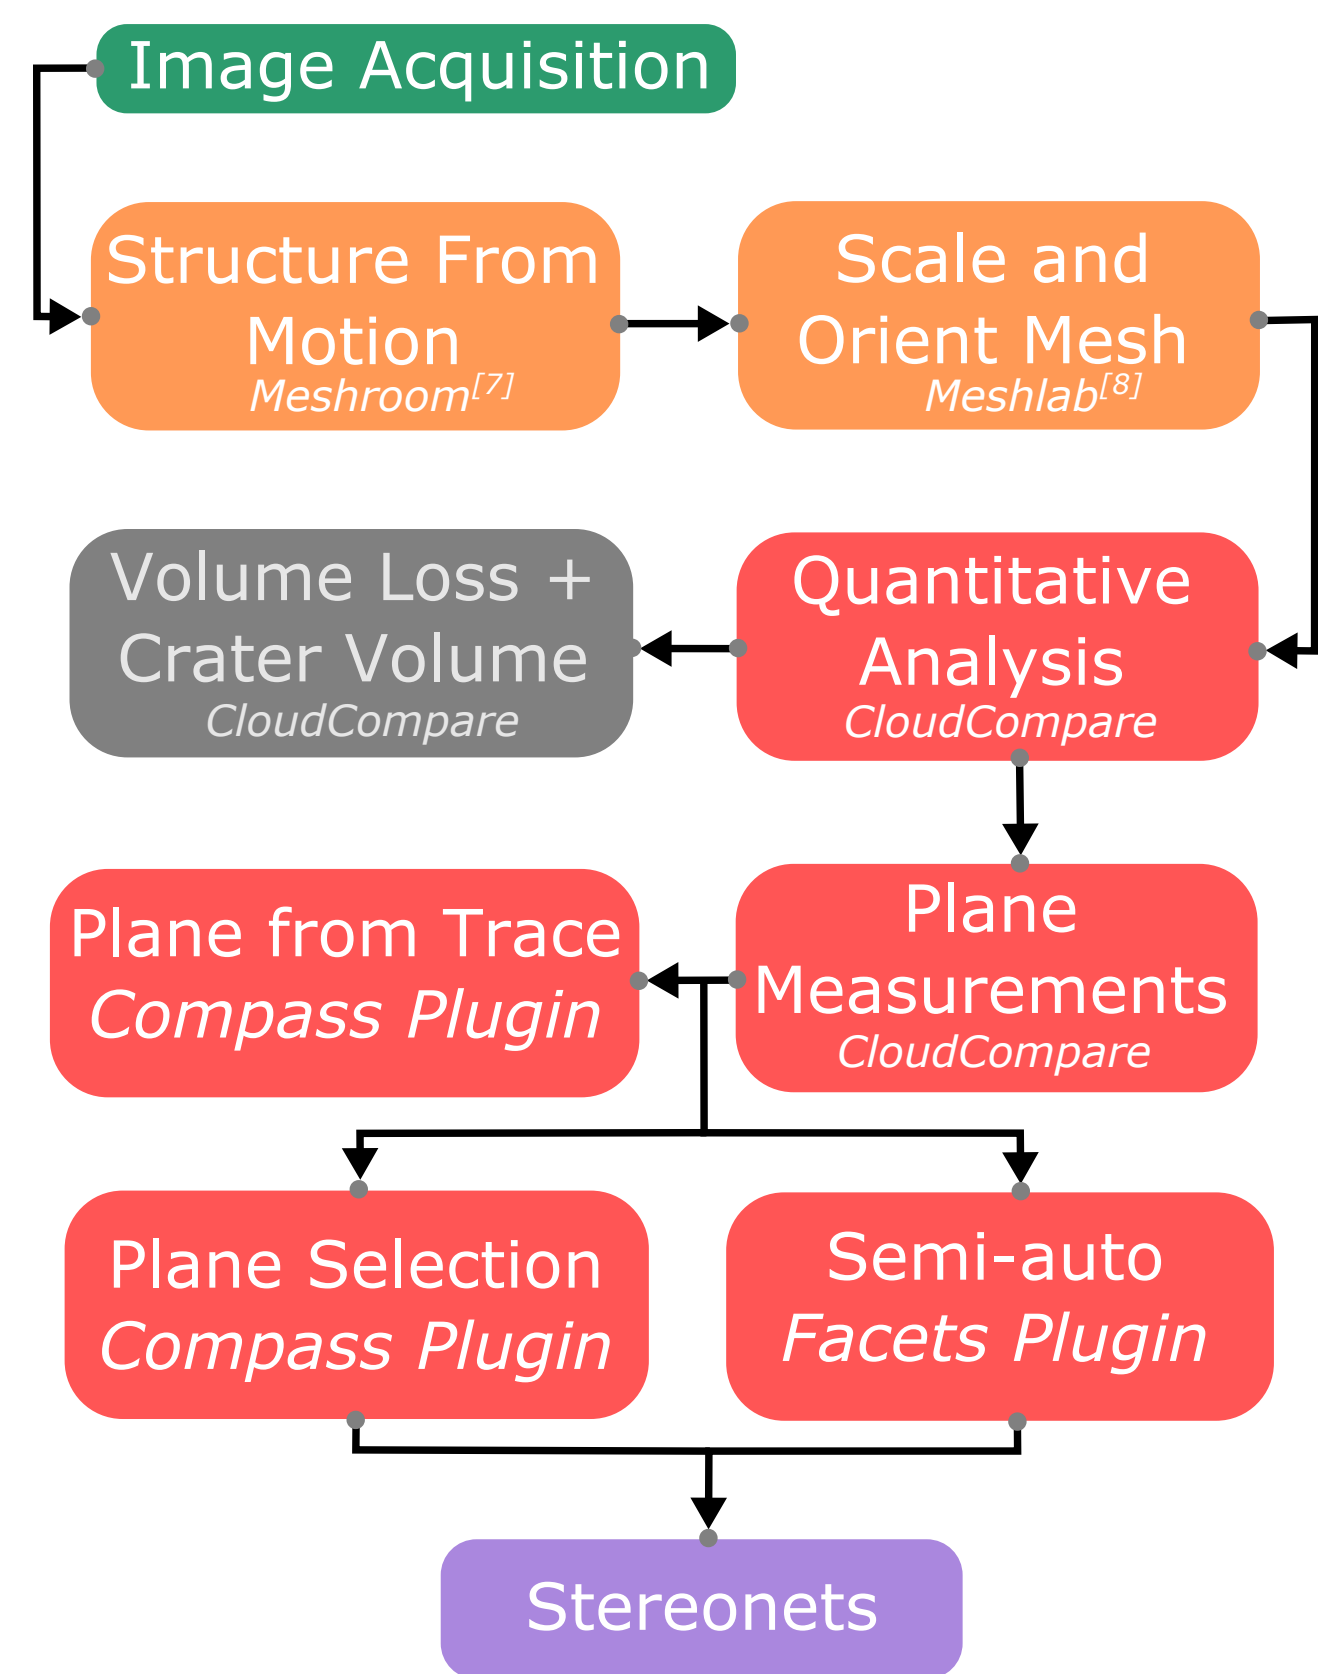 Image Acquisition
Structure From
Motion
Meshroom[7]
Scale and
Orient Mesh
Meshlab[8]
Volume Loss +
Crater Volume
CloudCompare
Quantitative
Analysis
CloudCompare
Plane from Trace
Compass Plugin
Plane
Measurements
CloudCompare
Plane Selection
Compass Plugin
Semi-auto
Facets Plugin
Stereonets